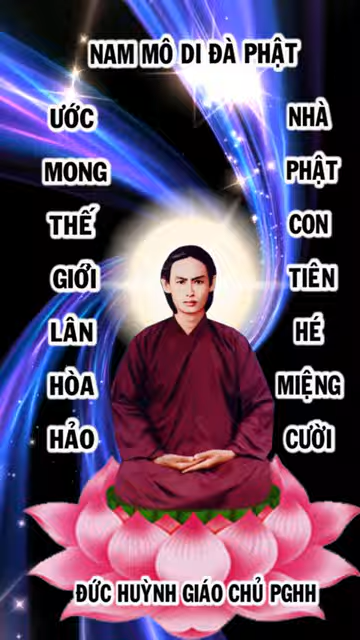 NAM MÔ DI ĐÀ PHẬT
ƯỚC
MONG
THẾ
GIỞI
LÂN
HÒA
HẢO
NHÀ
PHẬT
CON
TIÊN
HÉ
MIỆNG
CƯỜI
ĐỨC HUỲNH GIÁO CHỦ PGHH